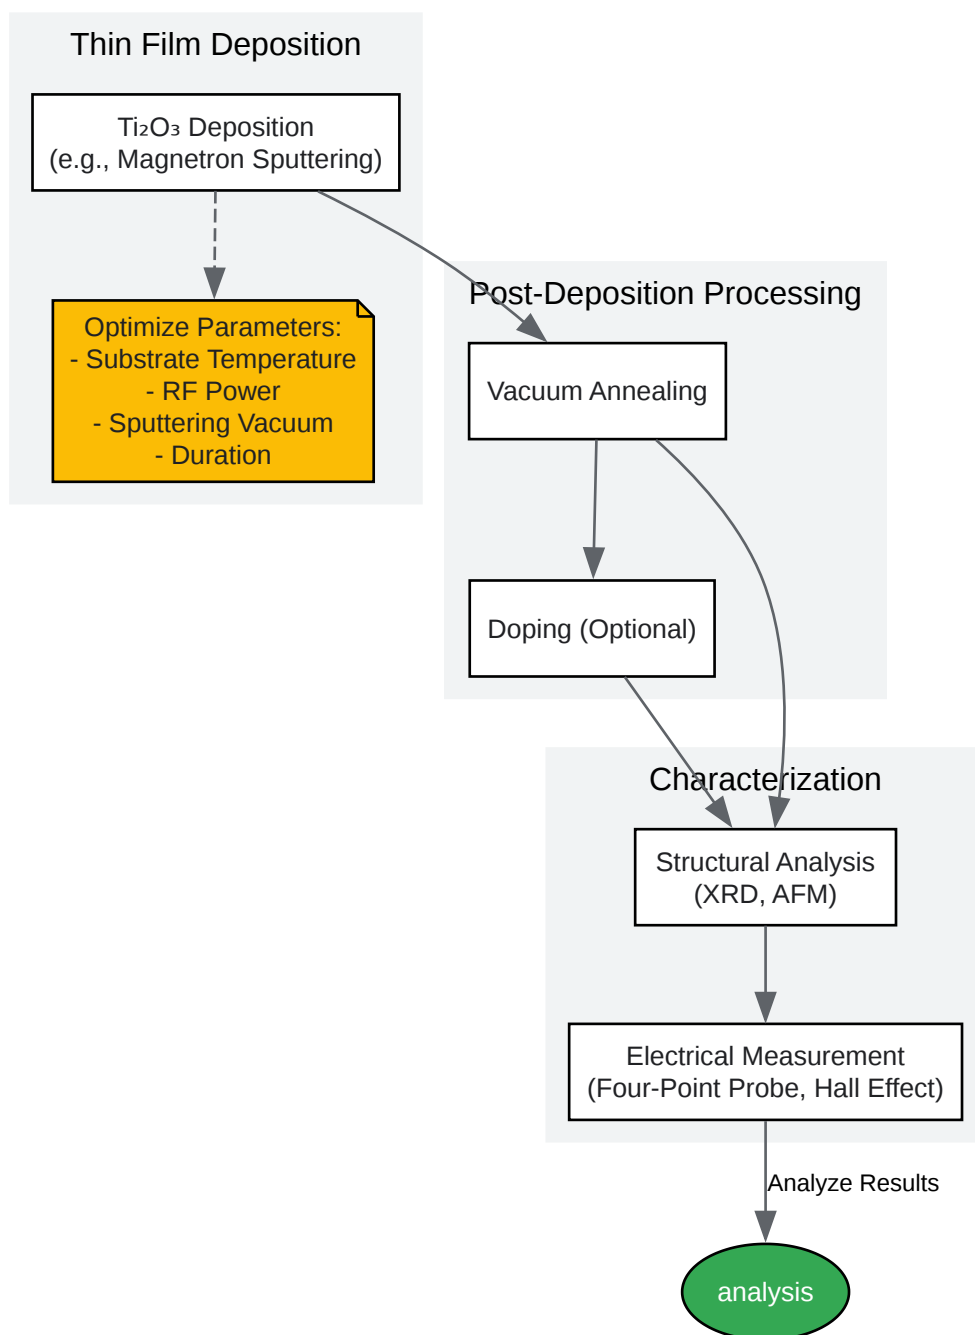 Thin Film Deposition
Ti₂O₃ Deposition
(e.g., Magnetron Sputtering)
Optimize Parameters:
- Substrate Temperature
- RF Power
- Sputtering Vacuum
- Duration
Post-Deposition Processing
Vacuum Annealing
Doping (Optional)
Characterization
Structural Analysis
(XRD, AFM)
Electrical Measurement
(Four-Point Probe, Hall Effect)
Analyze Results
analysis